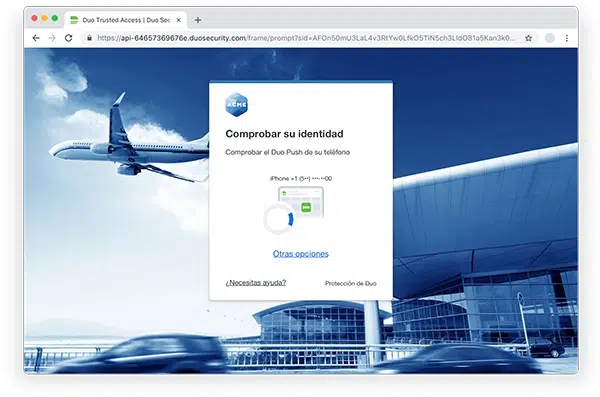 Duo Trusted Access | Duo Sec
https://api-64657369676e.duosecurity.com/frame/prompt?sid=AFOn50mU3LaL4v3RtYw0LfkO5TiN5ch3LIdO81a5Kan3k0...
ACME
Comprobar su identidad
Comprobar el Duo Push de su teléfono
iPhone +1 (5••) •••-••00
Otras opciones
¿Necesitas ayuda?
Protección de Duo